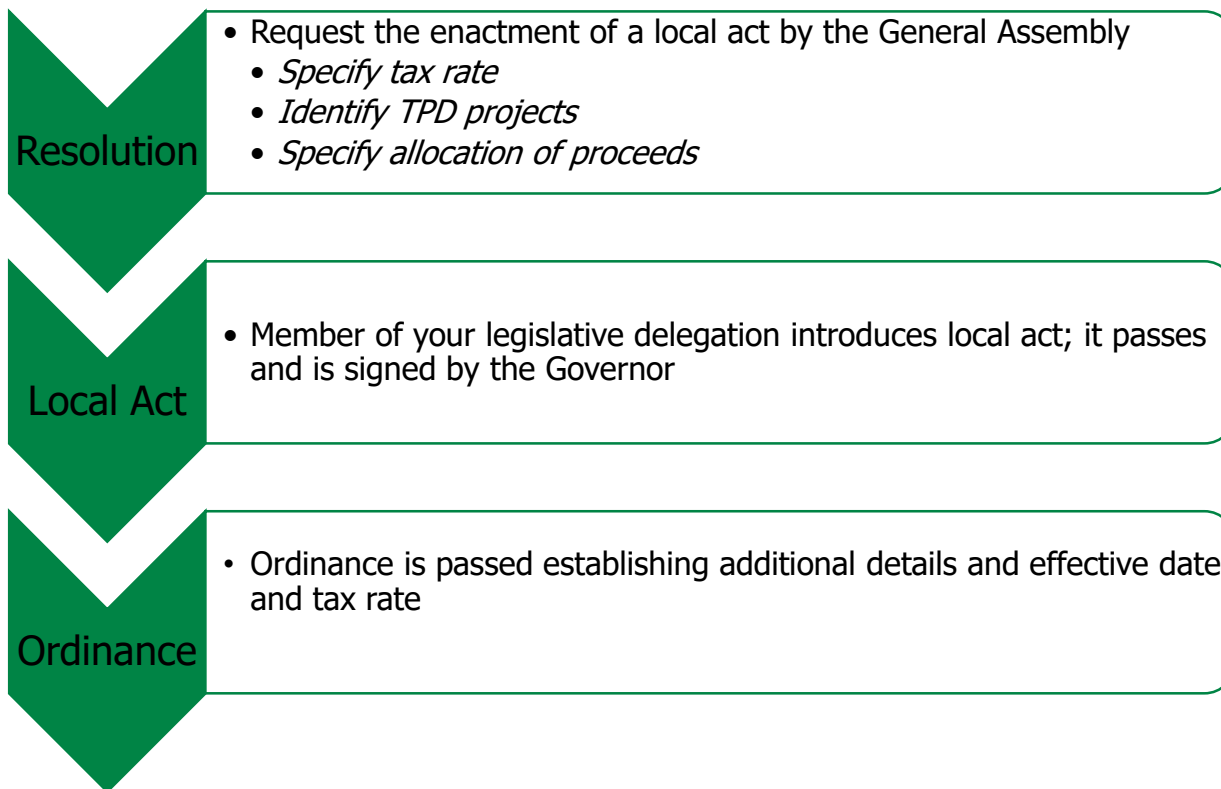 Resolution
• Request the enactment of a local act by the General Assembly
• Specify tax rate
• Identify TPD projects
• Specify allocation of proceeds
Local Act
• Member of your legislative delegation introduces local act; it passes
and is signed by the Governor
Ordinance
• Ordinance is passed establishing additional details and effective date
and tax rate